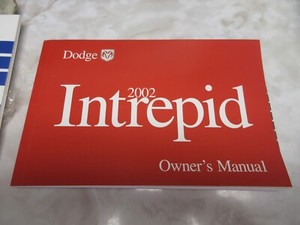 Dodge
2002
Intrepid
Owner's Manual